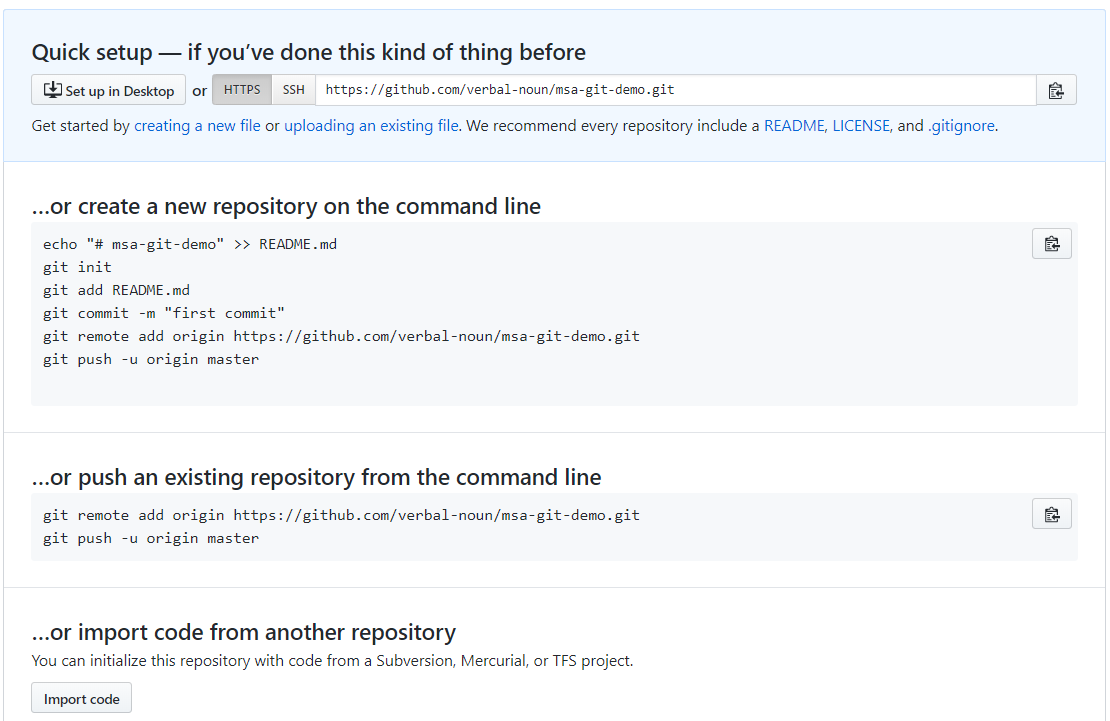 Quick setup — if you’ve done this kind of thing before
Set up in Desktop or HTTPS SSH https://github.com/verbal-noun/msa-git-demo.git
Get started by creating a new file or uploading an existing file. We recommend every repository include a README, LICENSE, and .gitignore.
…or create a new repository on the command line
echo "# msa-git-demo" >> README.md
git init
git add README.md
git commit -m "first commit"
git remote add origin https://github.com/verbal-noun/msa-git-demo.git
git push -u origin master
…or push an existing repository from the command line
git remote add origin https://github.com/verbal-noun/msa-git-demo.git
git push -u origin master
…or import code from another repository
You can initialize this repository with code from a Subversion, Mercurial, or TFS project.
Import code